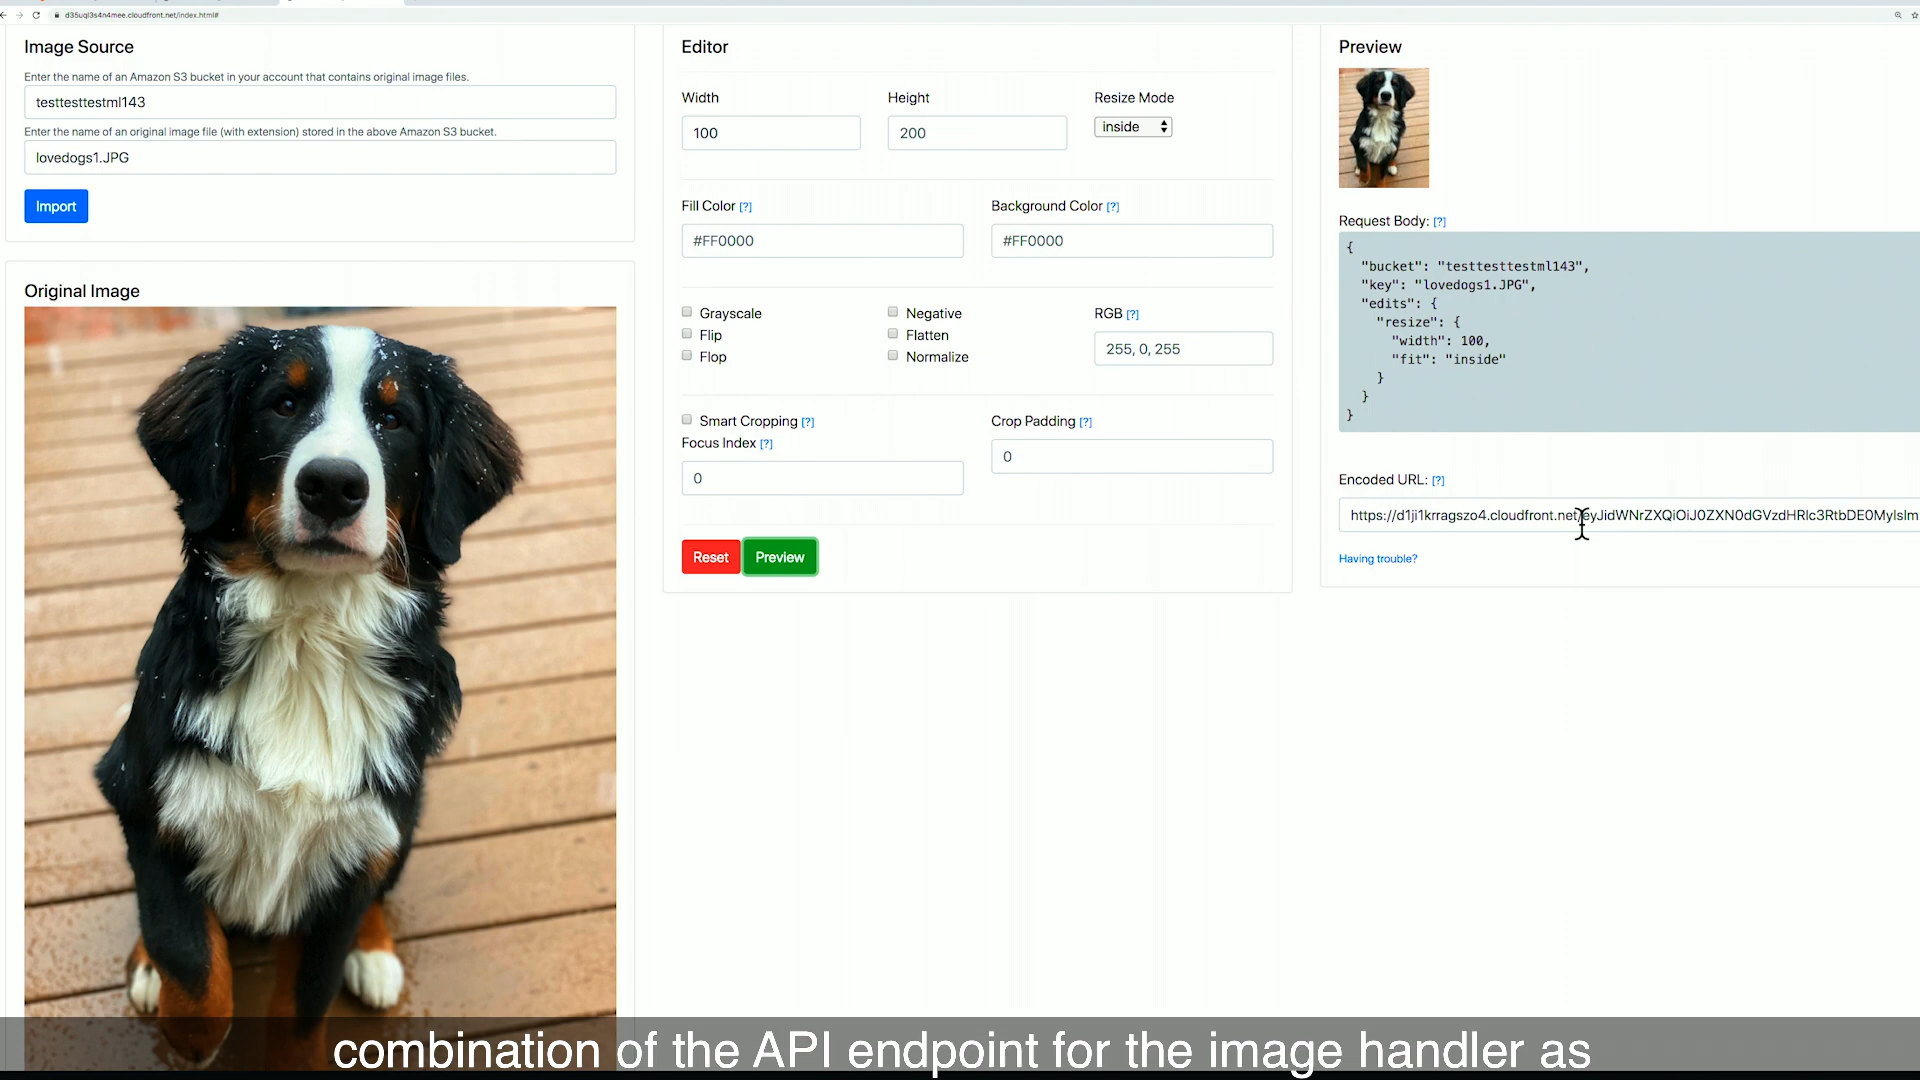 d35uql3s4n4mee.cloudfront.net/index.html#
Image Source
Enter the name of an Amazon S3 bucket in your account that contains original image files.
testtesttestml143
Enter the name of an original image file (with extension) stored in the above Amazon S3 bucket.
lovedogs1.JPG
Import
Original Image
Editor
Width
Height
Resize Mode
100
200
inside
Fill Color [?]
Background Color [?]
#FF0000
#FF0000
Grayscale
Negative
RGB [?]
Flip
Flatten
255, 0, 255
Flop
Normalize
Smart Cropping [?]
Crop Padding [?]
Focus Index [?]
0
0
Reset
Preview
Preview
Request Body: [?]
{
"bucket": "testtesttestml143",
"key": "lovedogs1.JPG",
"edits": {
"resize": {
"width": 100,
"fit": "inside"
}
}
}
Encoded URL: [?]
https://d1ji1krragszo4.cloudfront.net/eyJidWNrZXQiOiJ0ZXN0dGVzdHRlc3RtbDE0MyIsIm
Having trouble?
combination of the API endpoint for the image handler as